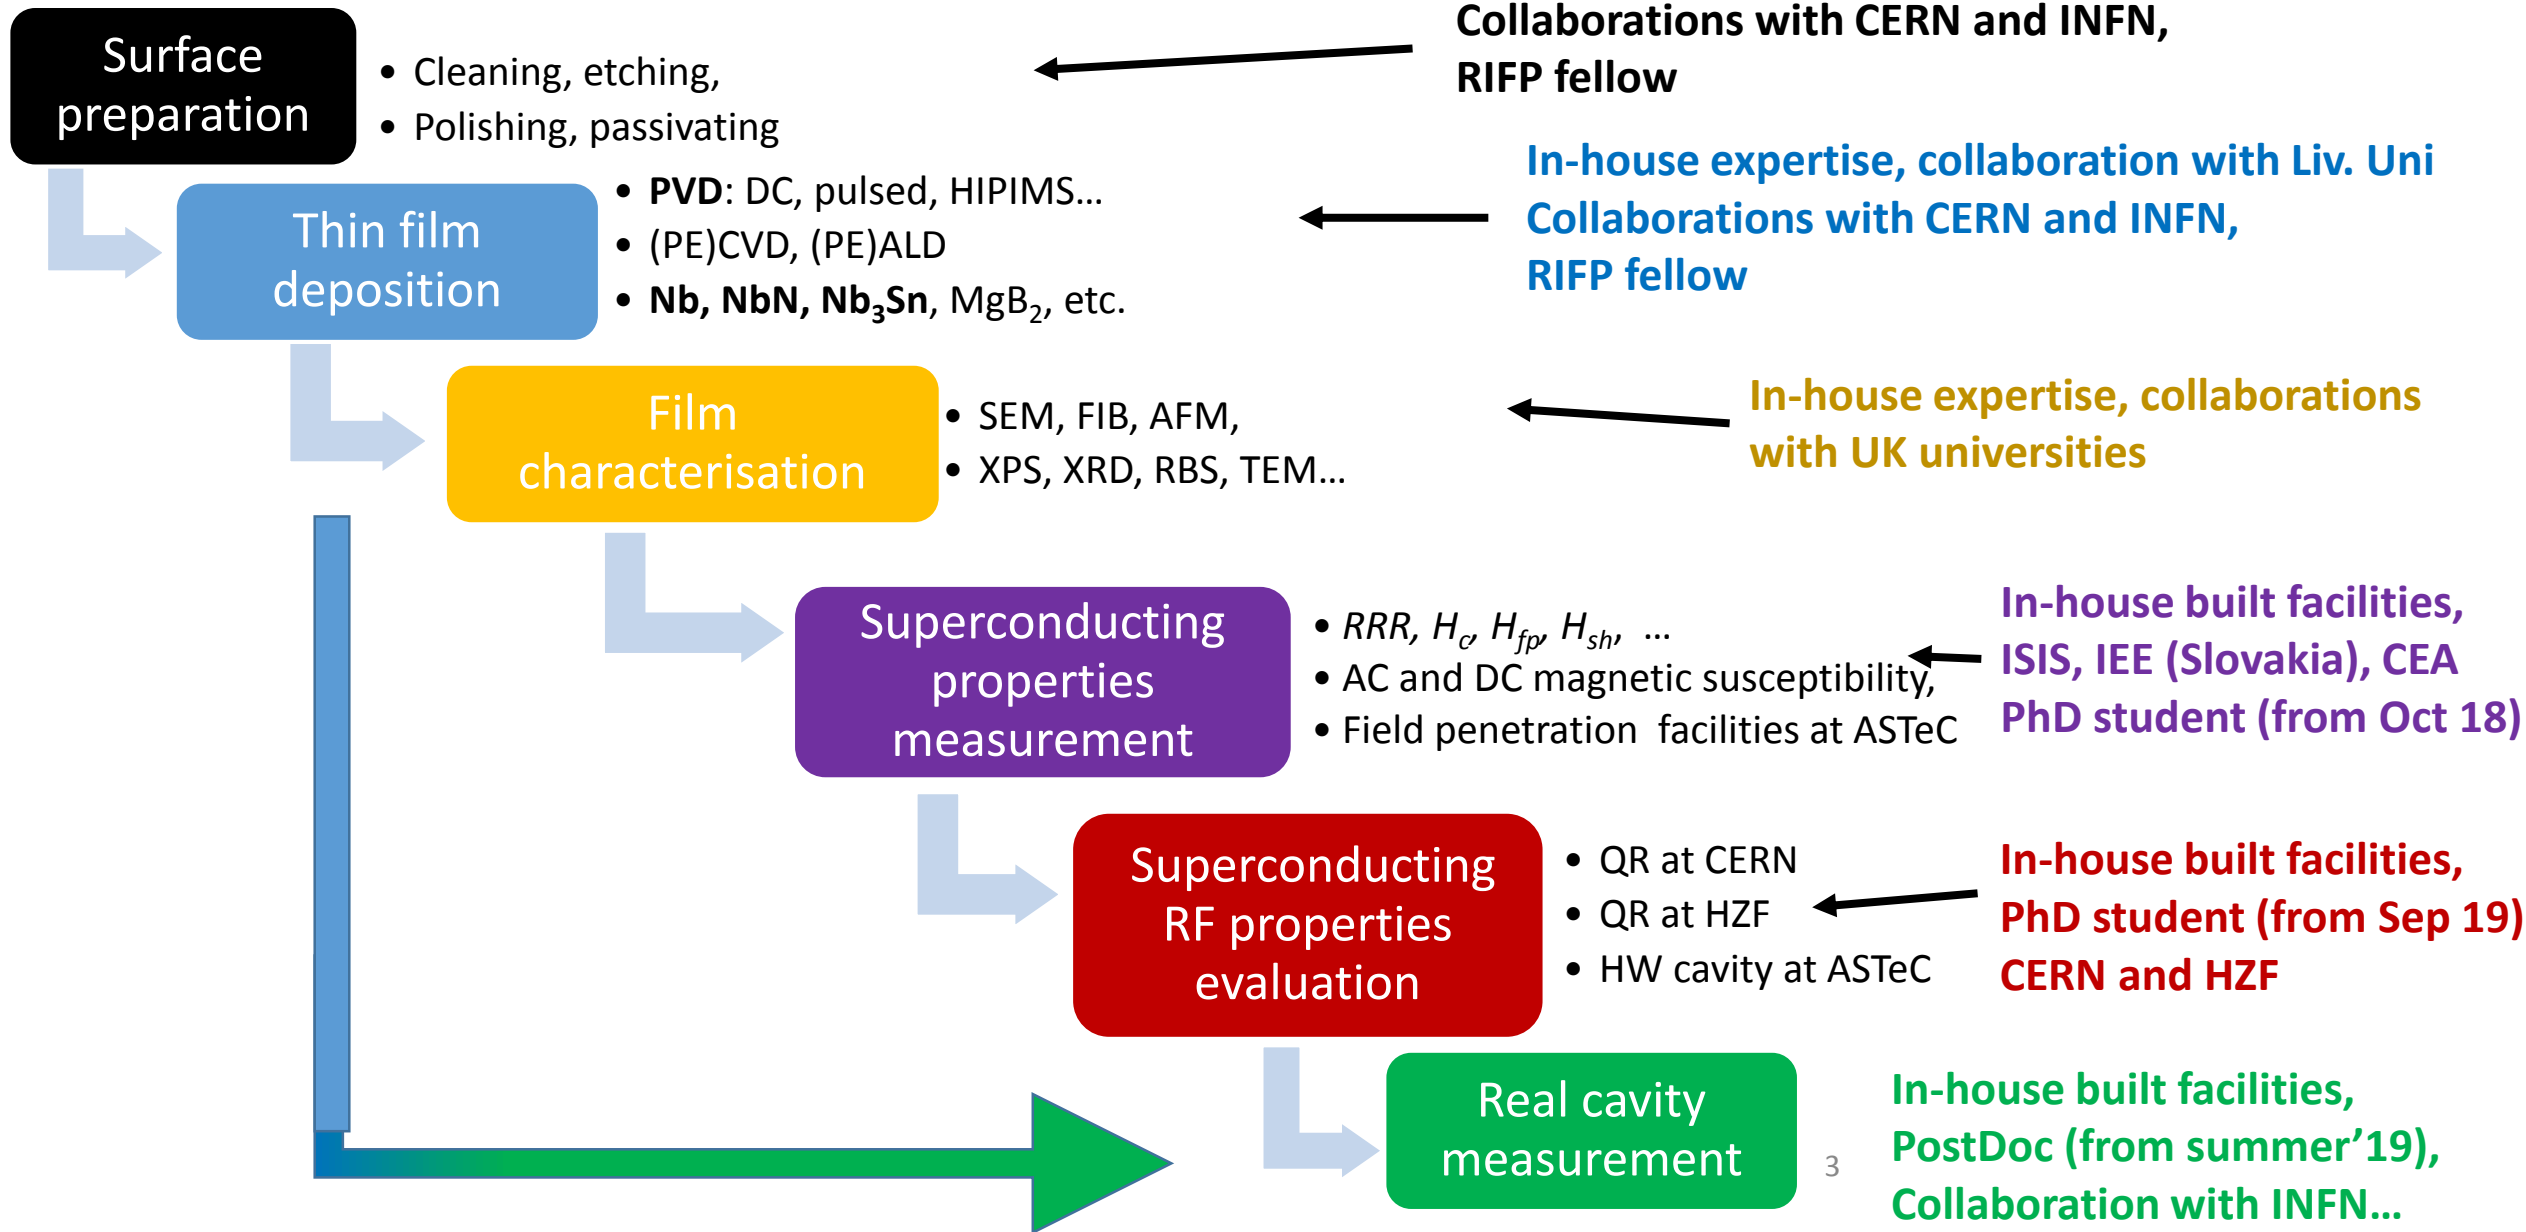 Surface
preparation
• Cleaning, etching,
• Polishing, passivating
Collaborations with CERN and INFN,
RIFP fellow
Thin film
deposition
• PVD: DC, pulsed, HIPIMS…
• (PE)CVD, (PE)ALD
• Nb, NbN, Nb₃Sn, MgB₂, etc.
In-house expertise, collaboration with Liv. Uni
Collaborations with CERN and INFN,
RIFP fellow
Film
characterisation
• SEM, FIB, AFM,
• XPS, XRD, RBS, TEM…
In-house expertise, collaborations
with UK universities
Superconducting
properties
measurement
• RRR, H_c, H_fp, H_sh, …
• AC and DC magnetic susceptibility,
• Field penetration facilities at ASTeC
In-house built facilities,
ISIS, IEE (Slovakia), CEA
PhD student (from Oct 18)
Superconducting
RF properties
evaluation
• QR at CERN
• QR at HZF
• HW cavity at ASTeC
In-house built facilities,
PhD student (from Sep 19)
CERN and HZF
Real cavity
measurement
3
In-house built facilities,
PostDoc (from summer’19),
Collaboration with INFN…